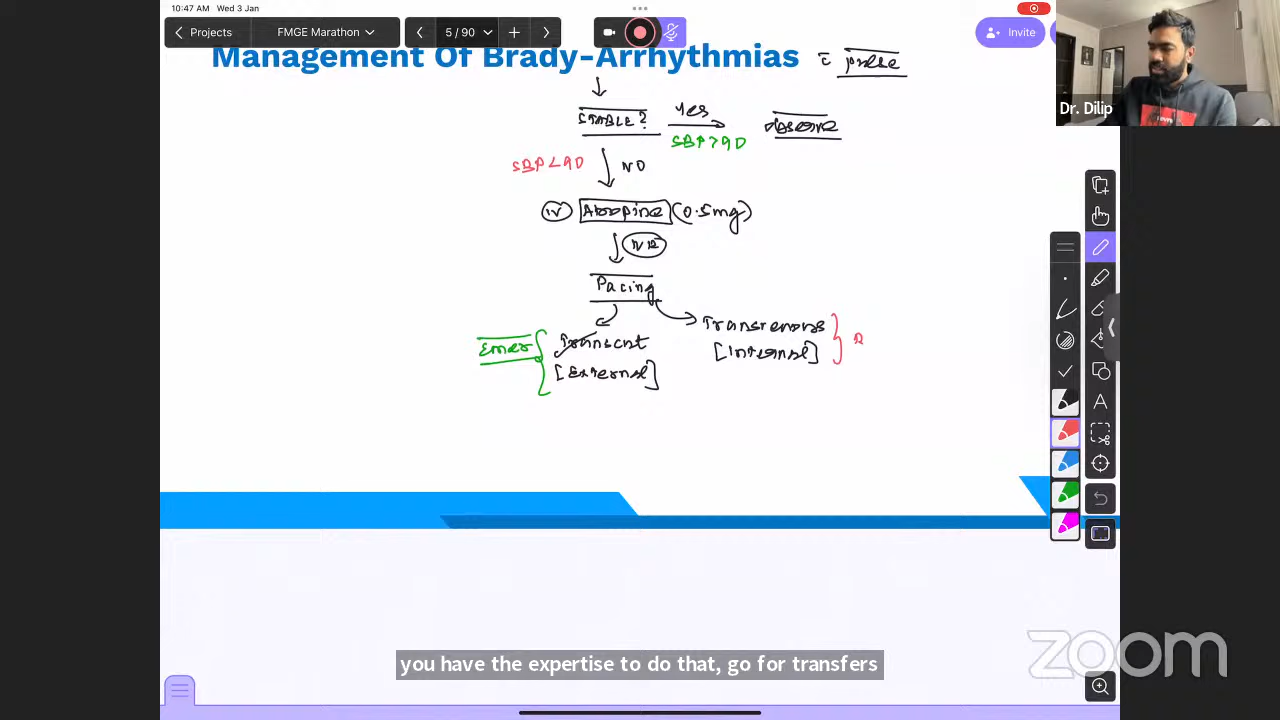 10:47 AM Wed 3 Jan
Projects
FMGE Marathon
5 / 90
Invite
Management Of Brady-Arrhythmias
c̄ pulse
Dr. Dilip
STABLE?
Yes
observe
SBP>90
SBP<90
NO
IV Atropine (0.5mg)
NR
Pacing
Emer
Transcut
[External]
Transvenous
[Internal]
A
you have the expertise to do that, go for transfers
zoom